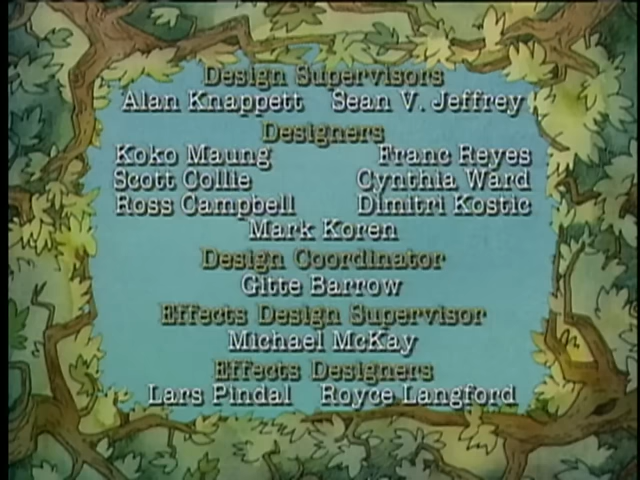 Design Supervisors
Alan Knappett Sean V. Jeffrey
Designers
Koko Maung Franc Reyes
Scott Collie Cynthia Ward
Ross Campbell Dimitri Kostic
Mark Koren
Design Coordinator
Gitte Barrow
Effects Design Supervisor
Michael McKay
Effects Designers
Lars Pindal Royce Langford